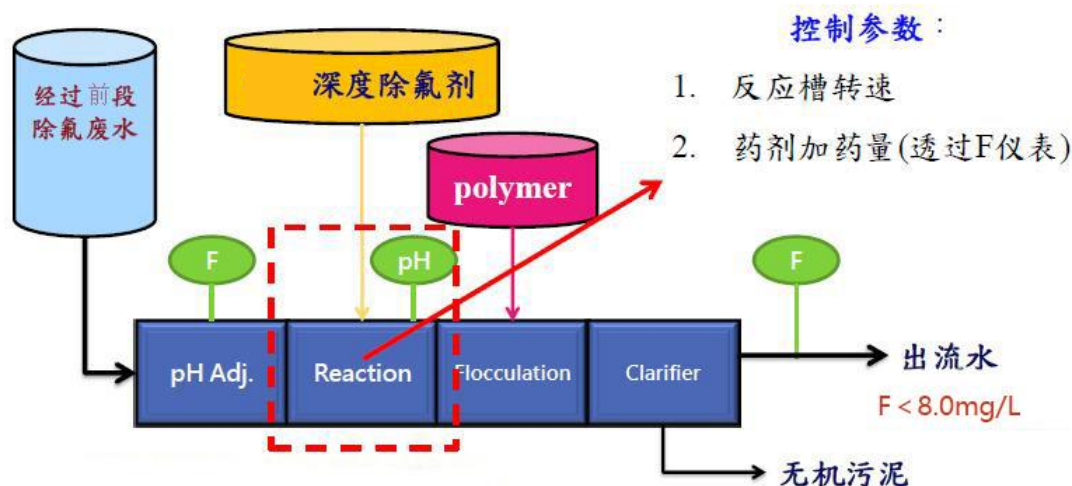 控制参数：
经过前段
除氟废水
深度除氟剂
1. 反应槽转速
2. 药剂加药量(透过F仪表)
polymer
F
pH
F
pH Adj.
Reaction
Flocculation
Clarifier
出流水
F < 8.0mg/L
无机污泥